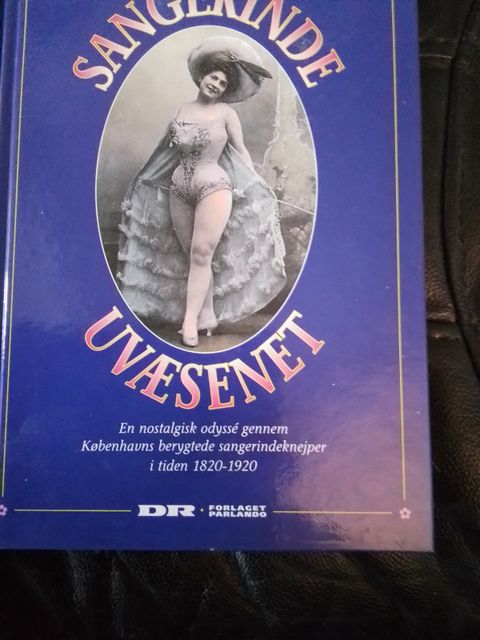 SANGERINDE
UVÆSENET
En nostalgisk odyssé gennem
Københavns berygtede sangerindeknejper
i tiden 1820-1920
DR · FORLAGET
PARLANDO